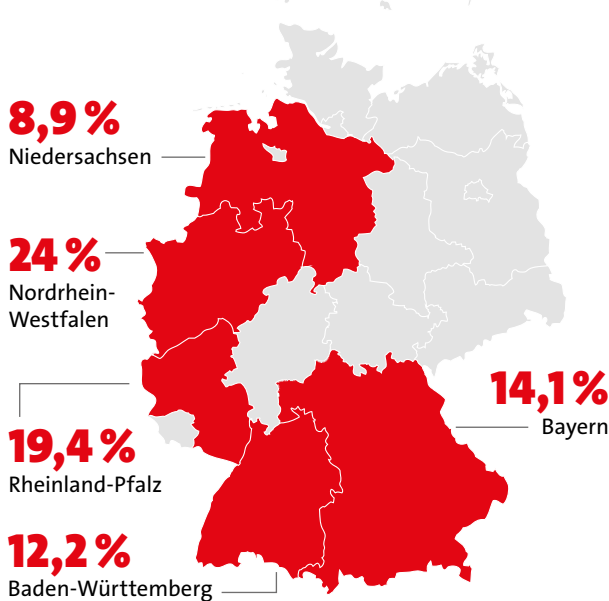 8,9 %
Niedersachsen
24 %
Nordrhein-
Westfalen
14,1 %
Bayern
19,4 %
Rheinland-Pfalz
12,2 %
Baden-Württemberg